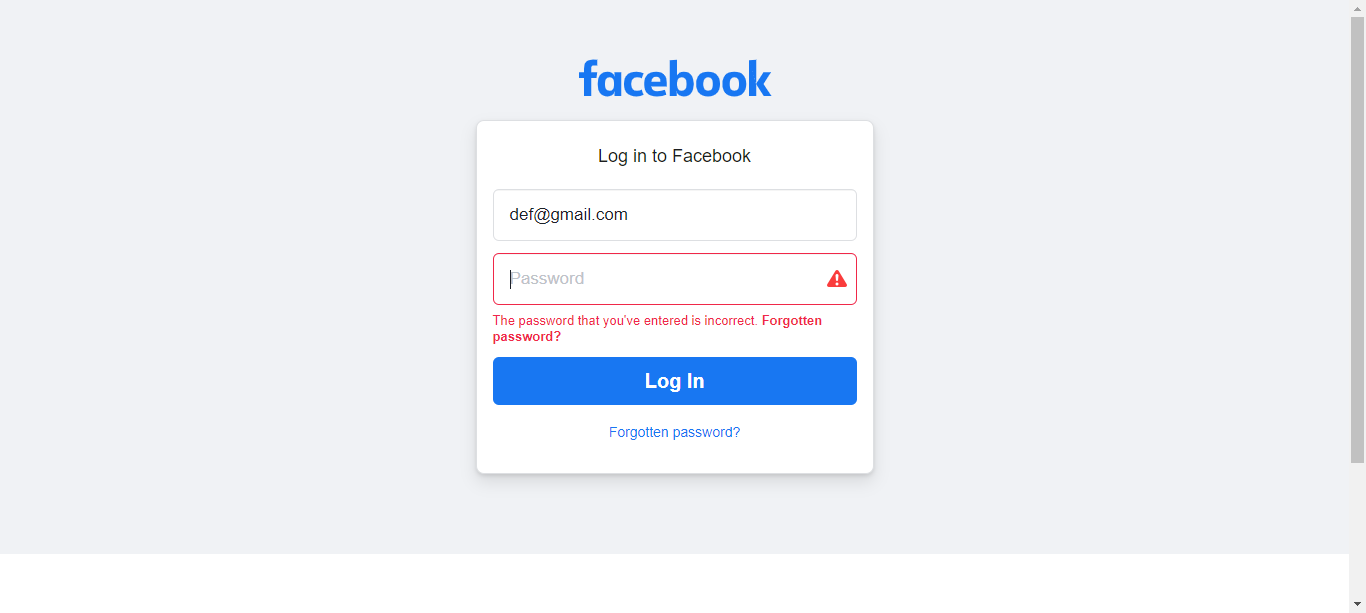 facebook
Log in to Facebook
def@gmail.com
Password
The password that you've entered is incorrect. Forgotten
password?
Log In
Forgotten password?